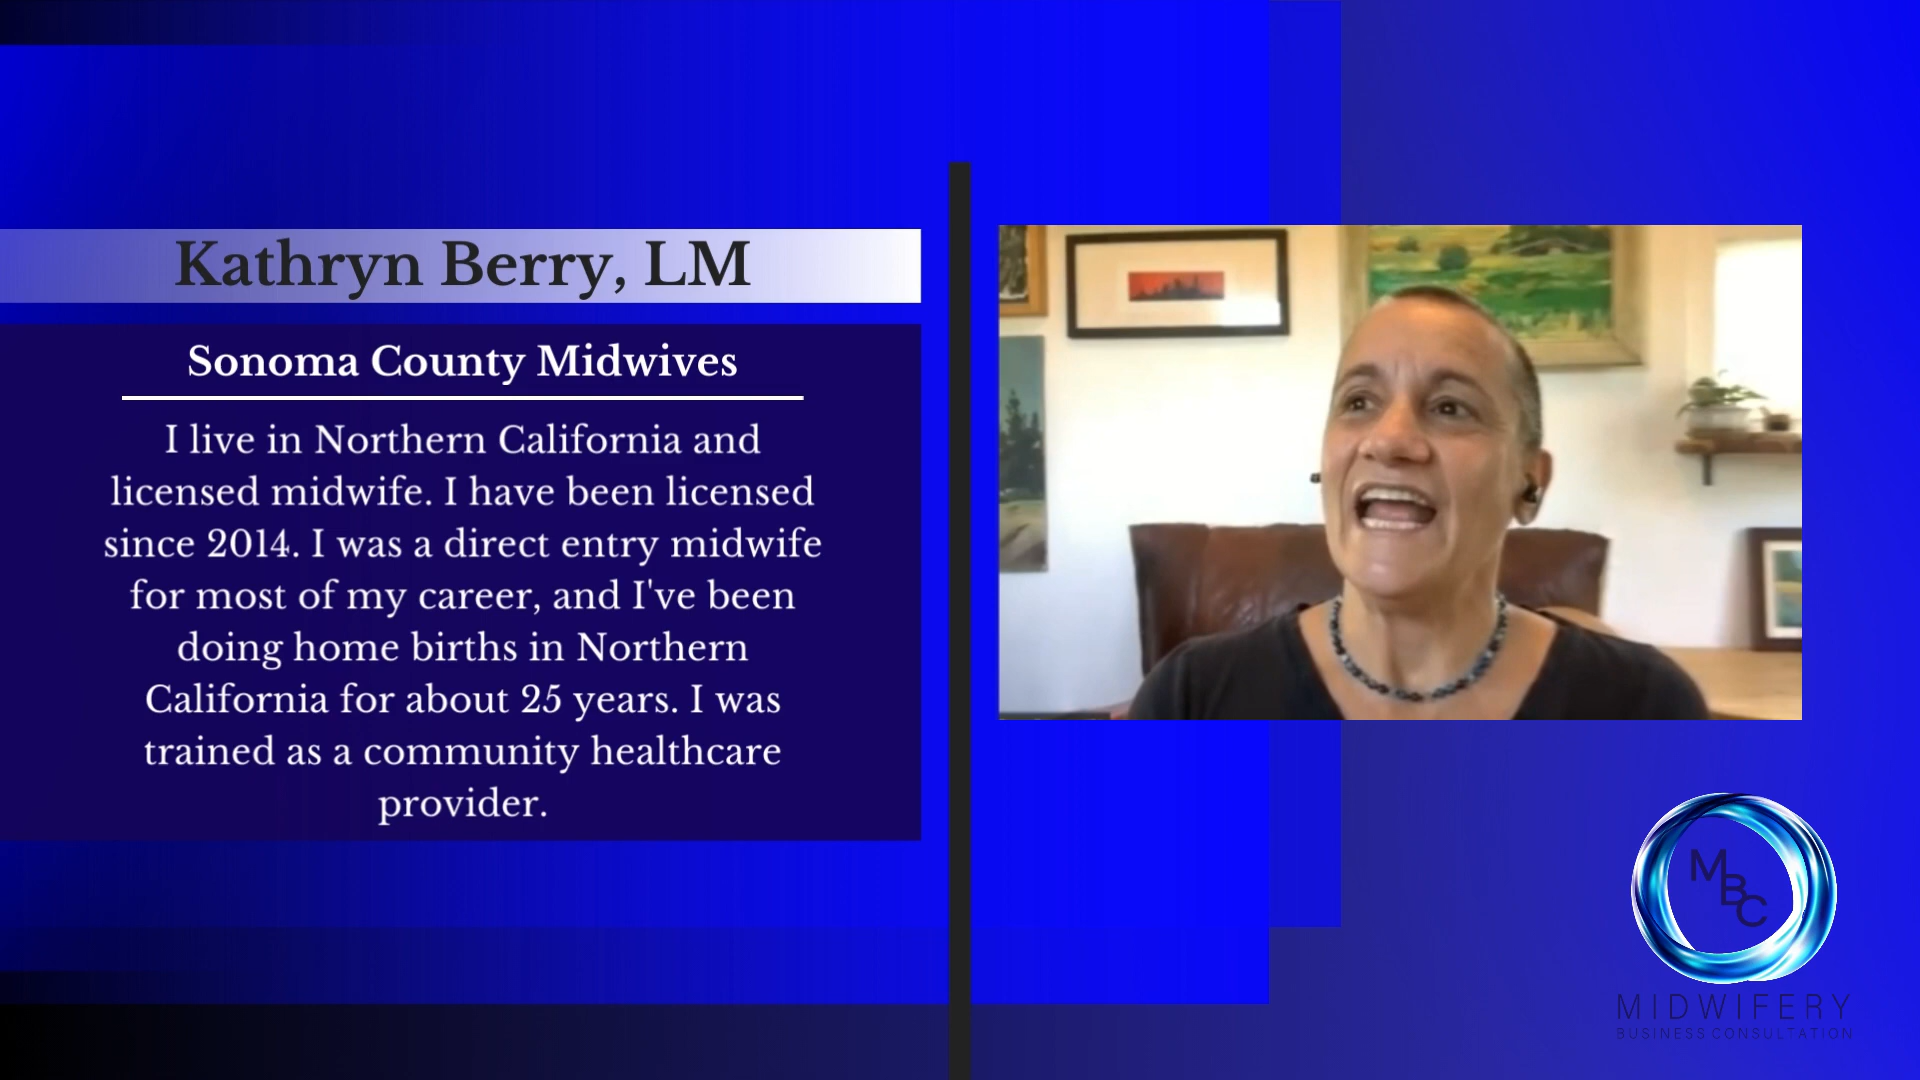 Kathryn Berry, LM
Sonoma County Midwives
I live in Northern California and
licensed midwife. I have been licensed
since 2014. I was a direct entry midwife
for most of my career, and I've been
doing home births in Northern
California for about 25 years. I was
trained as a community healthcare
provider.
MBC
MIDWIFERY
BUSINESS CONSULTATION